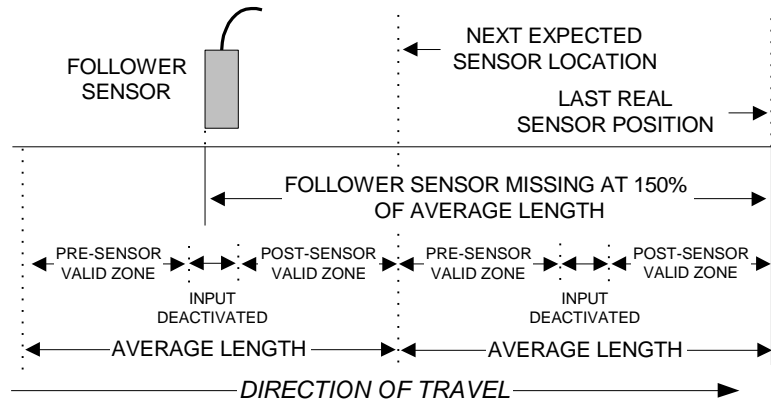 FOLLOWER
SENSOR
NEXT EXPECTED
SENSOR LOCATION
LAST REAL
SENSOR POSITION
FOLLOWER SENSOR MISSING AT 150%
OF AVERAGE LENGTH
PRE-SENSOR
VALID ZONE
POST-SENSOR
VALID ZONE
PRE-SENSOR
VALID ZONE
POST-SENSOR
VALID ZONE
INPUT
DEACTIVATED
INPUT
DEACTIVATED
AVERAGE LENGTH
AVERAGE LENGTH
DIRECTION OF TRAVEL